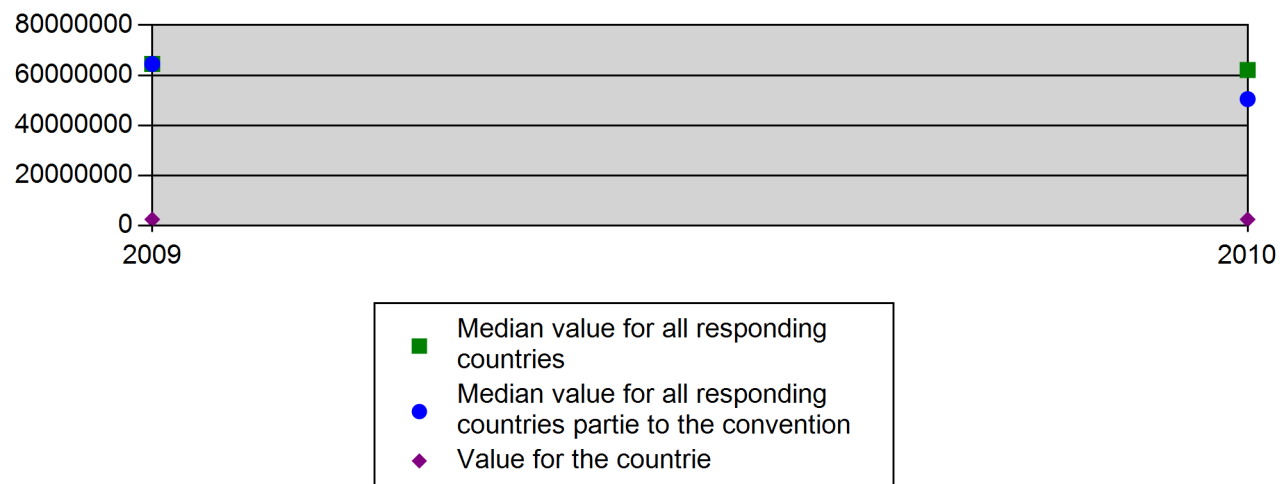 80000000
60000000
40000000
20000000
0
2009
2010
Median value for all responding
countries
Median value for all responding
countries partie to the convention
Value for the countrie